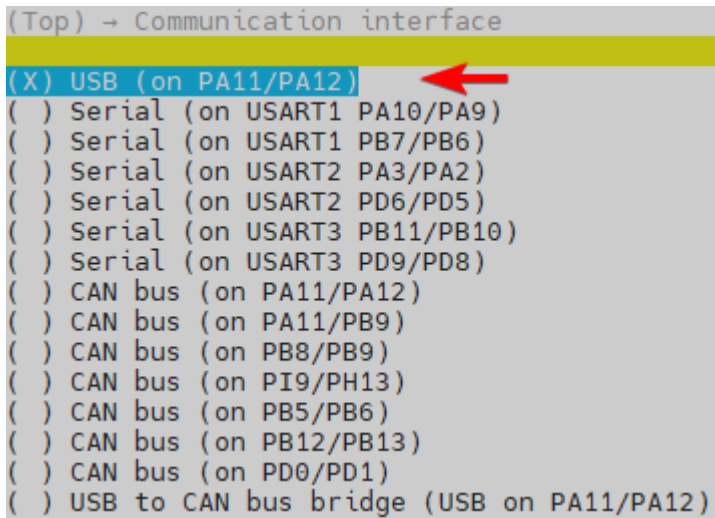 (Top) → Communication interface
(X) USB (on PA11/PA12)
( ) Serial (on USART1 PA10/PA9)
( ) Serial (on USART1 PB7/PB6)
( ) Serial (on USART2 PA3/PA2)
( ) Serial (on USART2 PD6/PD5)
( ) Serial (on USART3 PB11/PB10)
( ) Serial (on USART3 PD9/PD8)
( ) CAN bus (on PA11/PA12)
( ) CAN bus (on PA11/PB9)
( ) CAN bus (on PB8/PB9)
( ) CAN bus (on PI9/PH13)
( ) CAN bus (on PB5/PB6)
( ) CAN bus (on PB12/PB13)
( ) CAN bus (on PD0/PD1)
( ) USB to CAN bus bridge (USB on PA11/PA12)